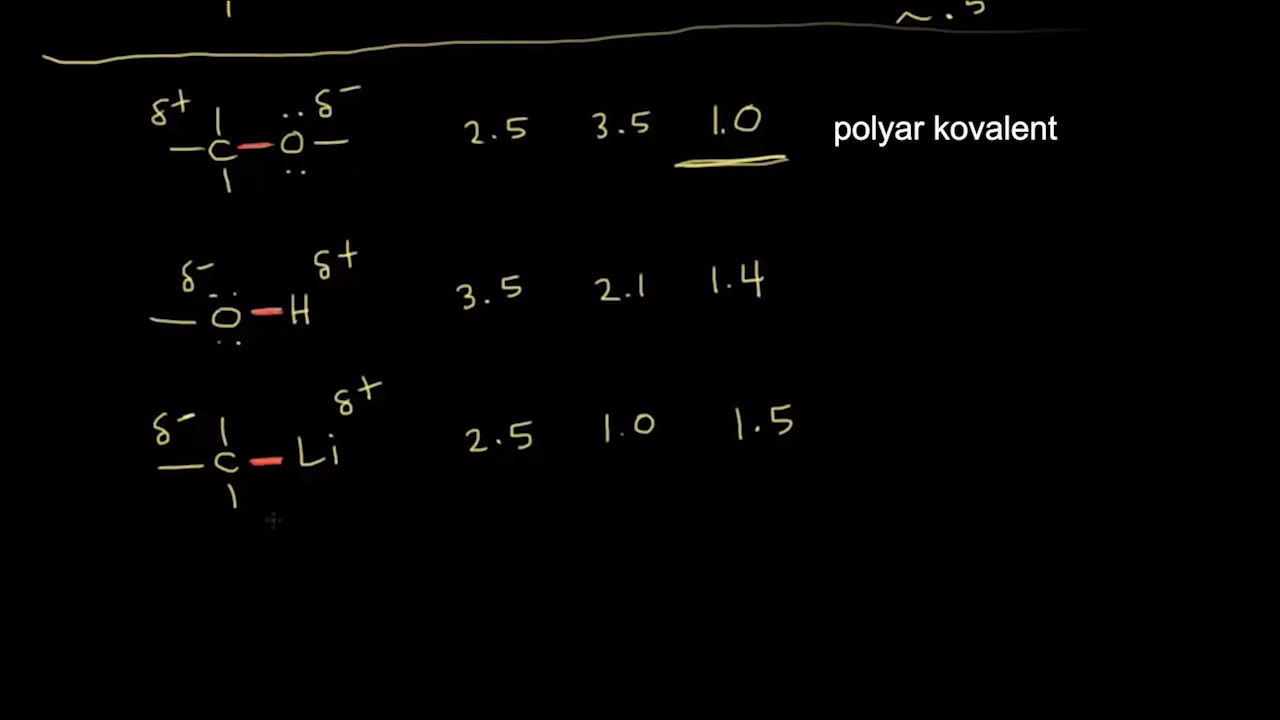 ~.5
δ+ δ-
C O 2.5 3.5 1.0 polyar kovalent
δ- δ+
O H 3.5 2.1 1.4
δ- δ+
C Li 2.5 1.0 1.5